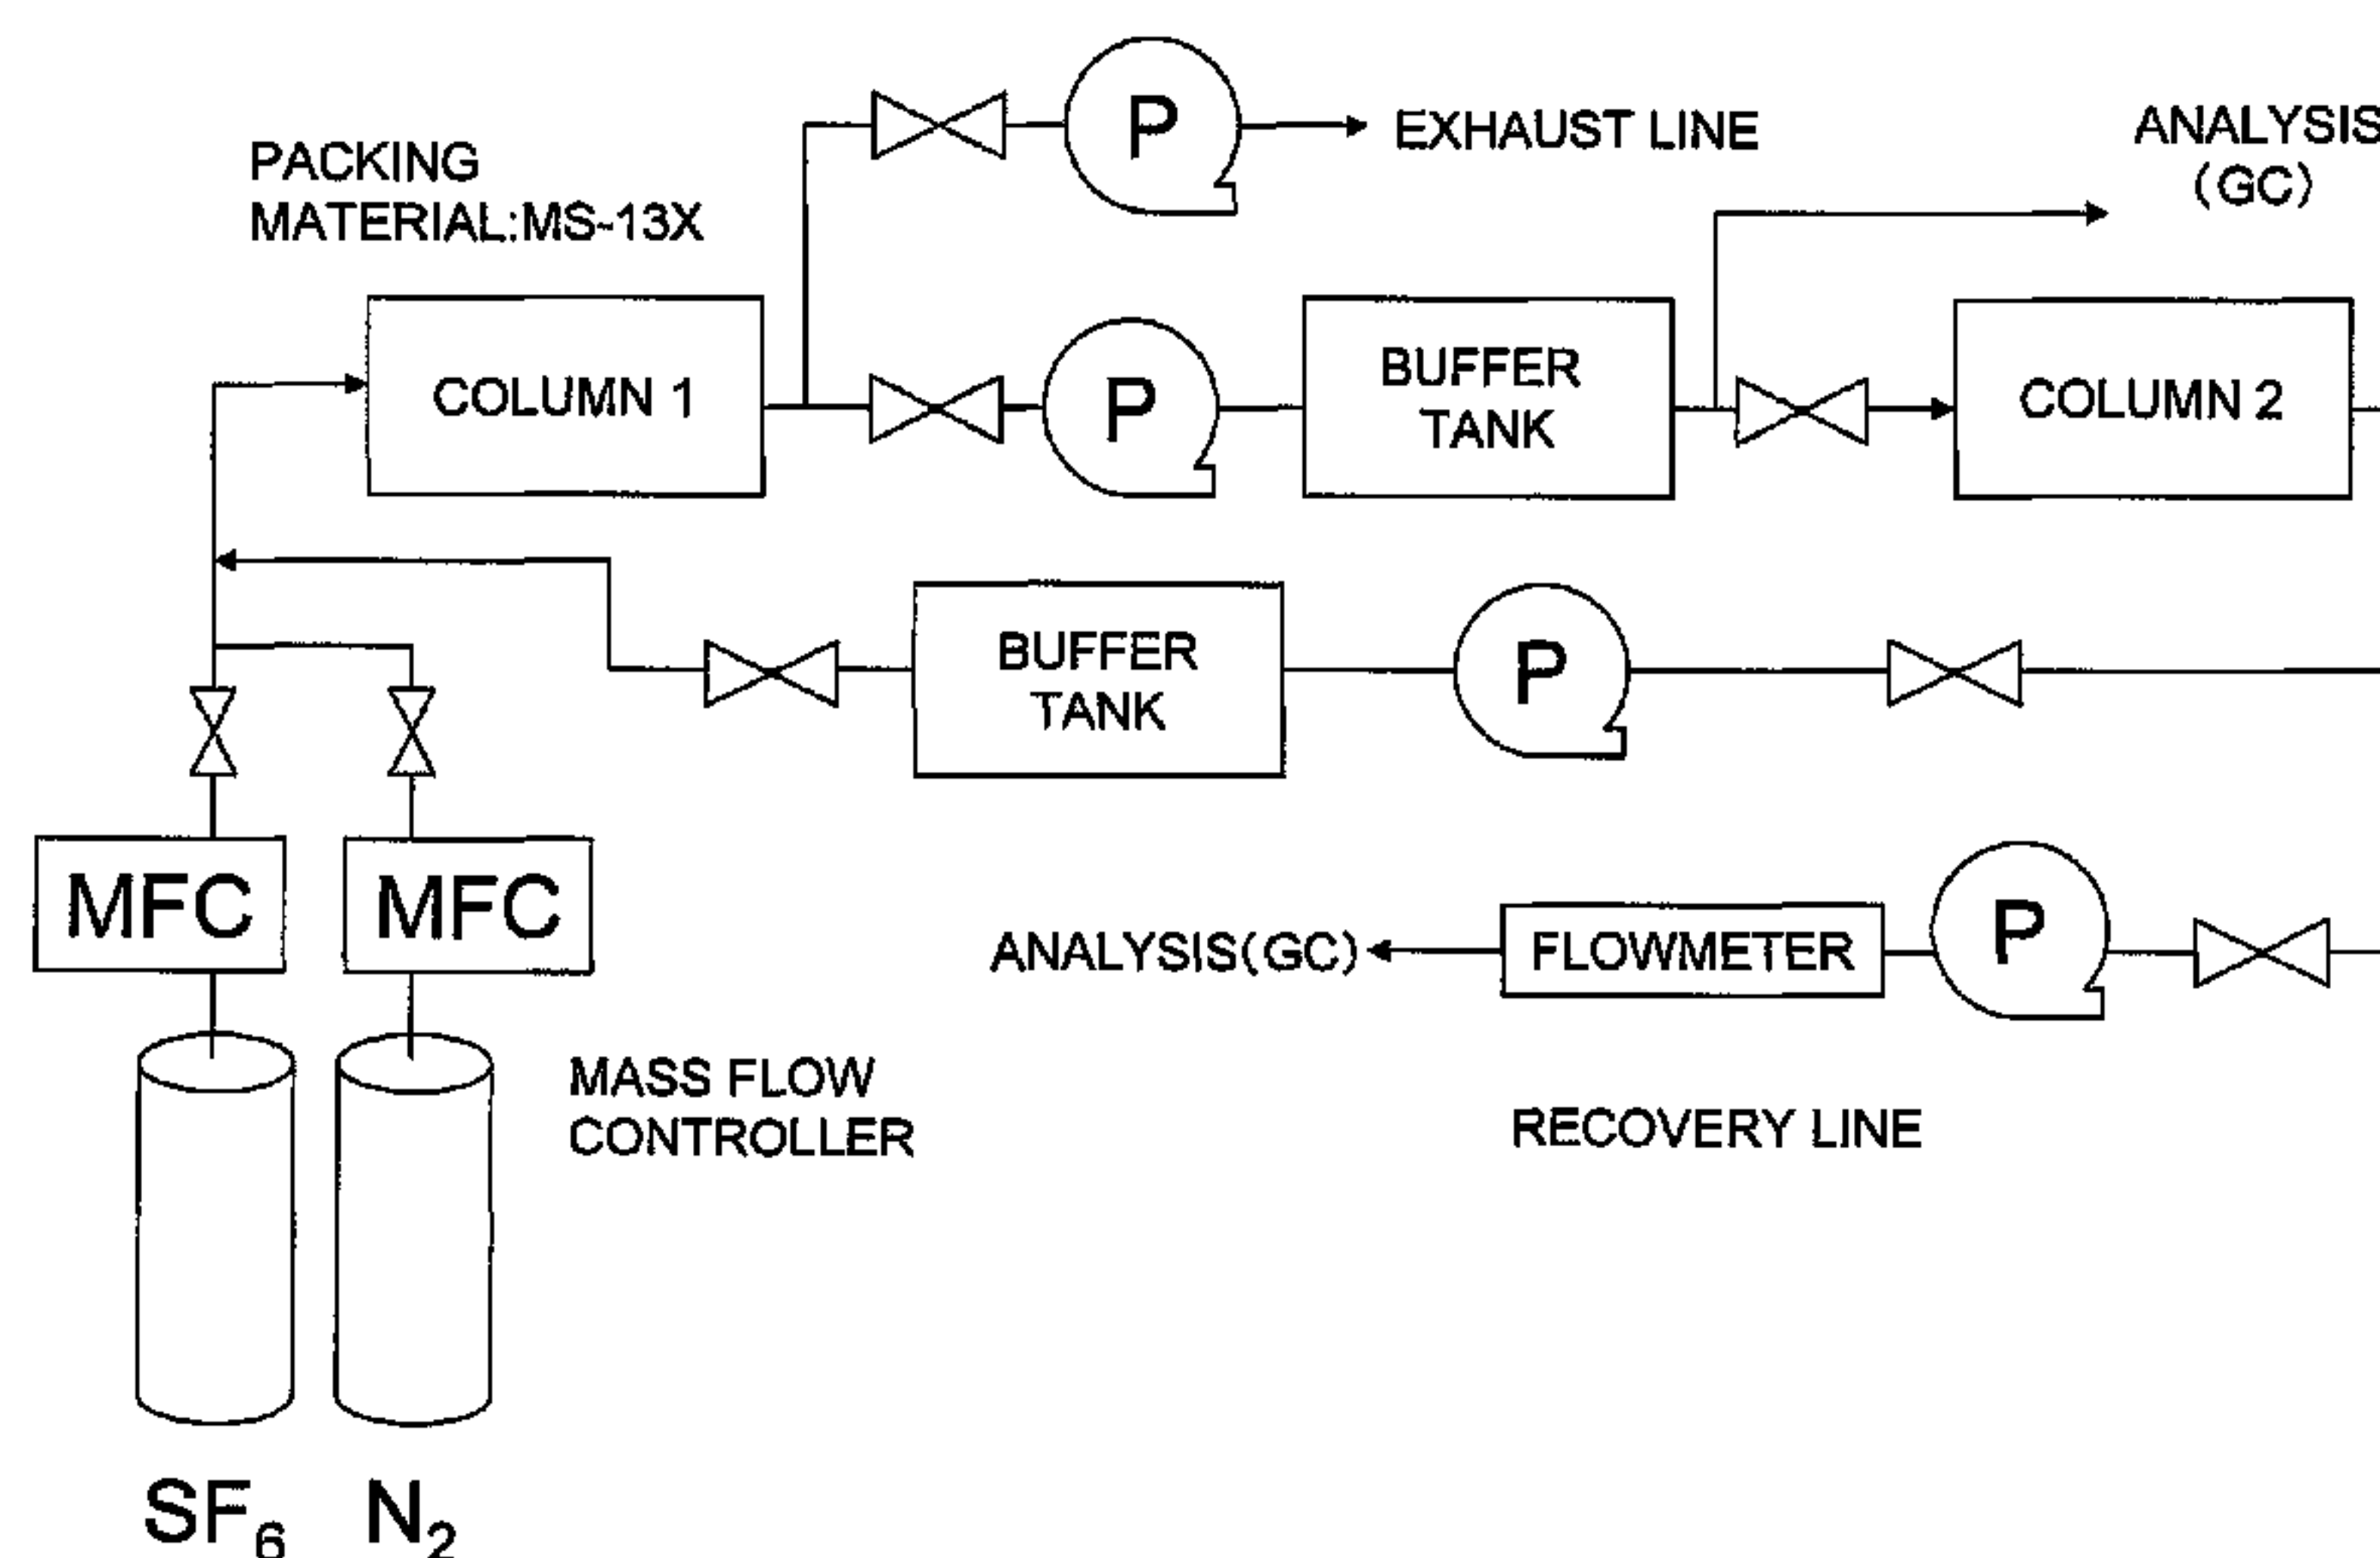 P
EXHAUST LINE
ANALYSIS
(GC)
PACKING
MATERIAL:MS-13X
COLUMN 1
P
BUFFER
TANK
COLUMN 2
BUFFER
TANK
P
MFC
MFC
ANALYSIS(GC)
FLOWMETER
P
MASS FLOW
CONTROLLER
RECOVERY LINE
SF₆
N₂